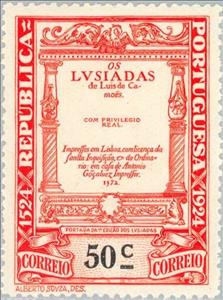 REPUBLICA
PORTUGUESA
1524
1924
OS
LVSIADAS
de Luis de Ca-
moẽs.
COM PRIVILEGIO
REAL.
Impressos em Lisboa, com licença da
sancta Inquisição, & do Ordina-
rio: em casa de Antonio
Gõçaluez Impressor.
1572.
PORTADA DA 1ª EDIÇÃO DOS LUSIADAS
50 c
CORREIO
CORREIO
ALBERTO SOUZA, DES.